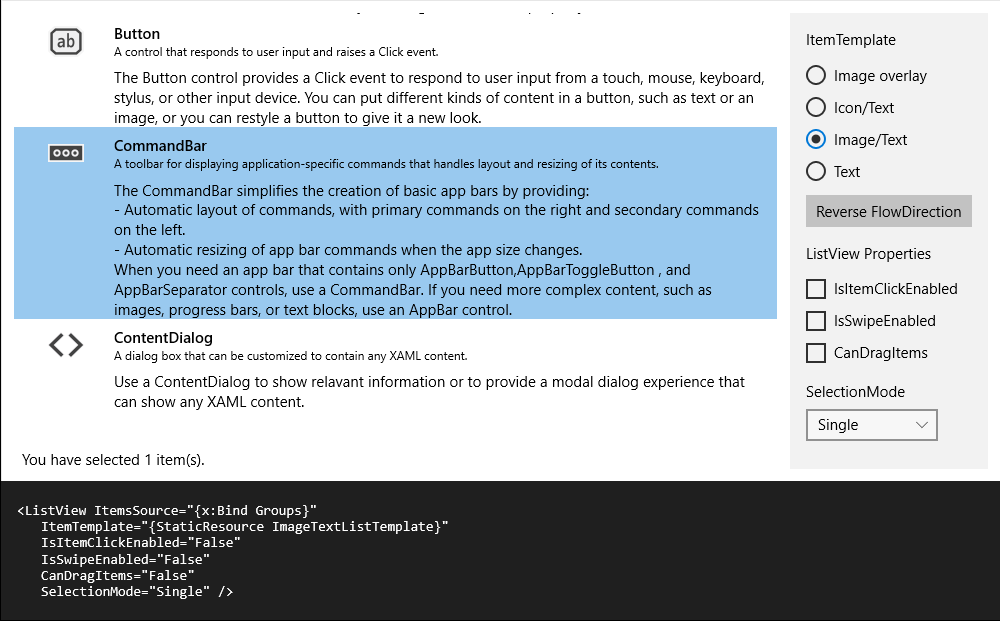 Button
A control that responds to user input and raises a Click event.
The Button control provides a Click event to respond to user input from a touch, mouse, keyboard,
stylus, or other input device. You can put different kinds of content in a button, such as text or an
image, or you can restyle a button to give it a new look.
ab
CommandBar
A toolbar for displaying application-specific commands that handles layout and resizing of its contents.
The CommandBar simplifies the creation of basic app bars by providing:
- Automatic layout of commands, with primary commands on the right and secondary commands
on the left.
- Automatic resizing of app bar commands when the app size changes.
When you need an app bar that contains only AppBarButton,AppBarToggleButton , and
AppBarSeparator controls, use a CommandBar. If you need more complex content, such as
images, progress bars, or text blocks, use an AppBar control.
ContentDialog
A dialog box that can be customized to contain any XAML content.
Use a ContentDialog to show relavant information or to provide a modal dialog experience that
can show any XAML content.
You have selected 1 item(s).
ItemTemplate
Image overlay
Icon/Text
Image/Text
Text
Reverse FlowDirection
ListView Properties
IsItemClickEnabled
IsSwipeEnabled
CanDragItems
SelectionMode
Single
<ListView ItemsSource="{x:Bind Groups}"
ItemTemplate="{StaticResource ImageTextListTemplate}"
IsItemClickEnabled="False"
IsSwipeEnabled="False"
CanDragItems="False"
SelectionMode="Single" />